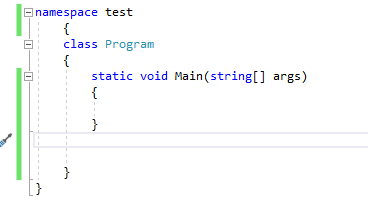 namespace test
{
class Program
{
static void Main(string[] args)
{
}
}
}